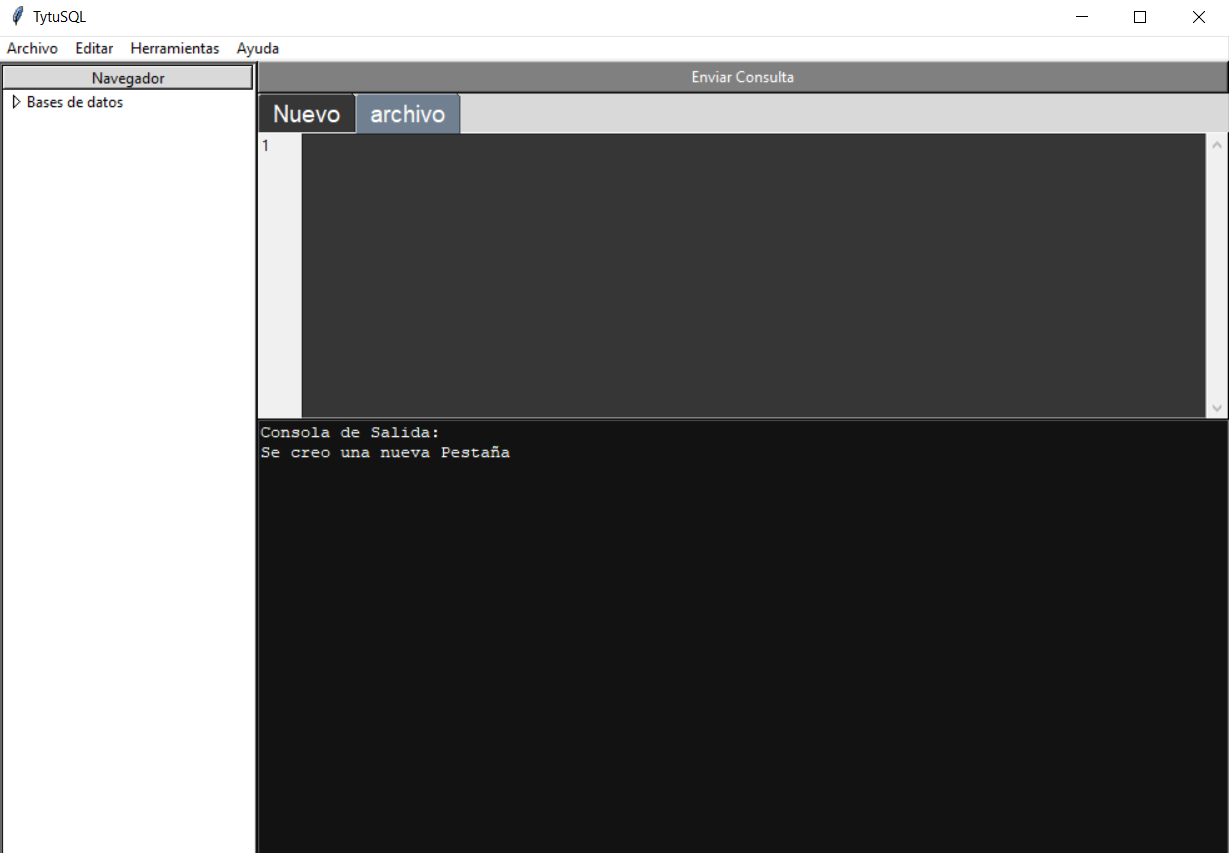 TytuSQL
Archivo Editar Herramientas Ayuda
Navegador
Bases de datos
Enviar Consulta
Nuevo archivo
1
Consola de Salida:
Se creo una nueva Pestaña